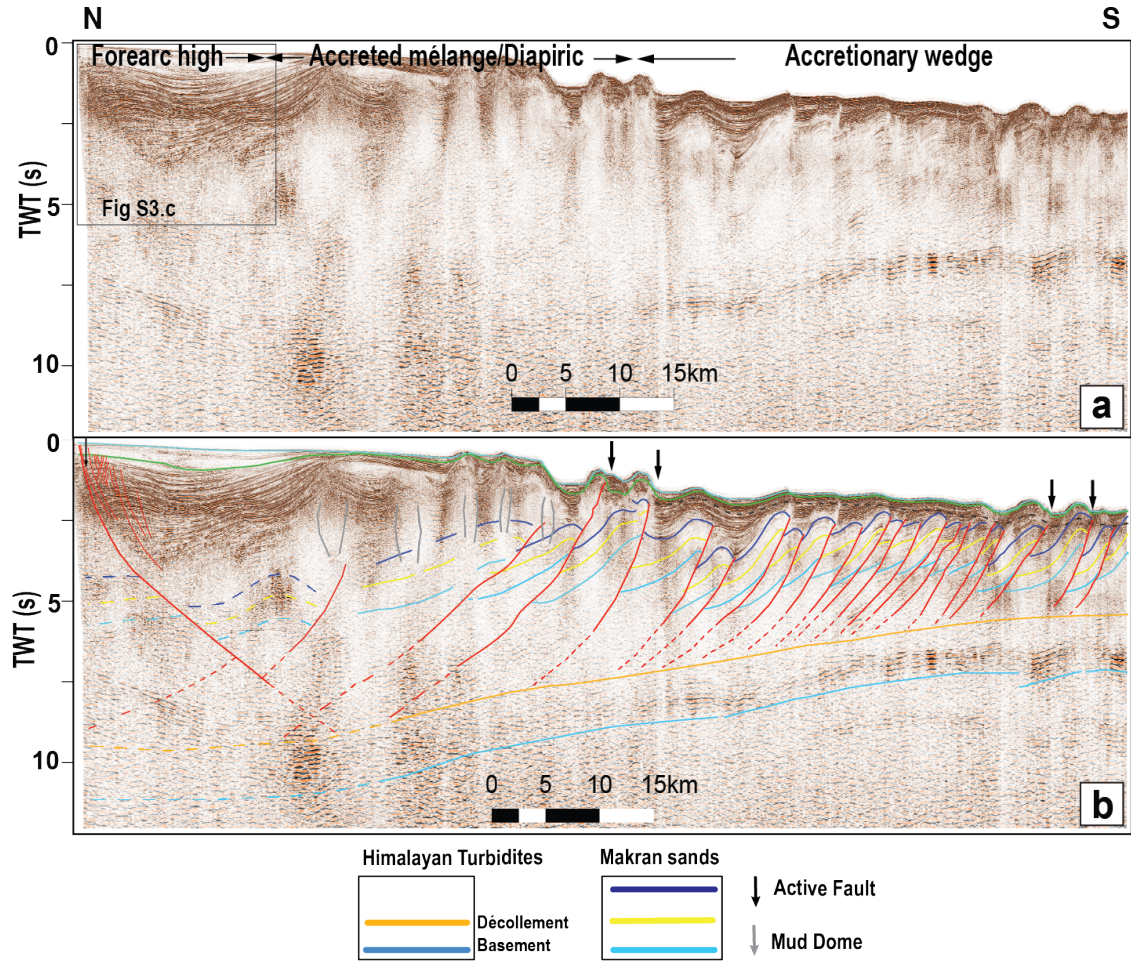 N S
0 Forearc high Accreted mélange/Diapiric Accretionary wedge
Fig S3.c
5
TWT (s)
10
0 5 10 15km
a
0
5
TWT (s)
10
0 5 10 15km
b
Himalayan Turbidites Makran sands
Décollement
Basement
Active Fault
Mud Dome